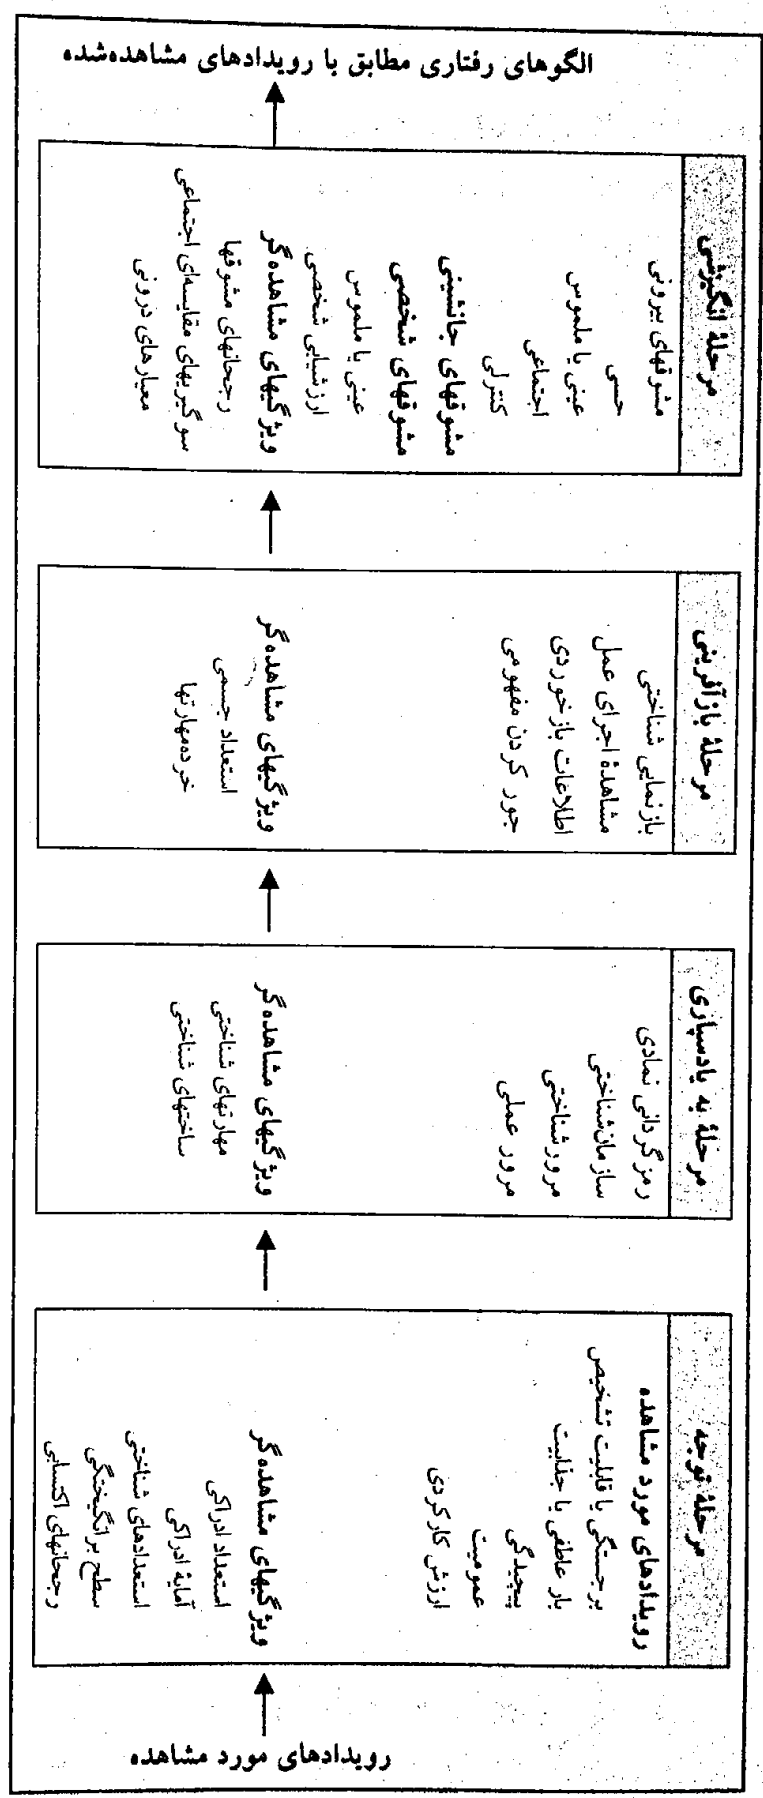 رویدادهای مورد مشاهده
مرحلهٔ توجه
رویدادهای مورد مشاهده
برجستگی یا قابلیت تشخیص
بار عاطفی یا جذابیت
پیچیدگی
عمومیت
ارزش کارکردی
ویژگیهای مشاهده‌گر
استعداد ادراکی
آمایهٔ ادراکی
استعدادهای شناختی
سطح برانگیختگی
رجحانهای اکتسابی
مرحلهٔ به یادسپاری
رمزگردانی نمادی
سازمان‌شناختی
مرورشناختی
مرور عملی
ویژگیهای مشاهده‌گر
مهارتهای شناختی
ساختهای شناختی
مرحلهٔ بازآفرینی
بازنمایی شناختی
مشاهدهٔ اجرای عمل
اطلاعات بازخوردی
جور کردن مفهومی
ویژگیهای مشاهده‌گر
استعداد جسمی
خرده‌مهارتها
مرحلهٔ انگیزشی
مشوقهای بیرونی
حسی
عینی یا ملموس
اجتماعی
کنترلی
مشوقهای جانشینی
مشوقهای شخصی
عینی یا ملموس
ارزشیابی شخصی
ویژگیهای مشاهده‌گر
رجحانهای مشوقها
سوگیریهای مقایسه‌ای اجتماعی
معیارهای درونی
الگوهای رفتاری مطابق با رویدادهای مشاهده‌شده